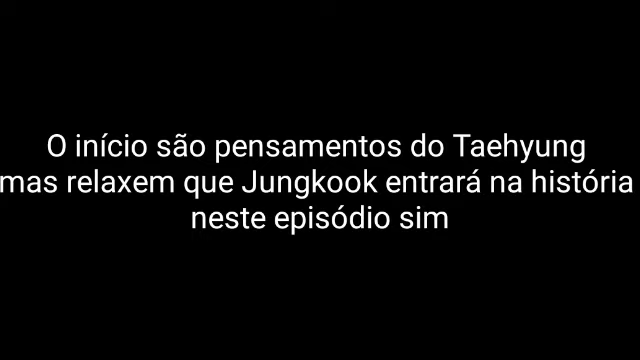 O início são pensamentos do Taehyung
mas relaxem que Jungkook entrará na história
neste episódio sim